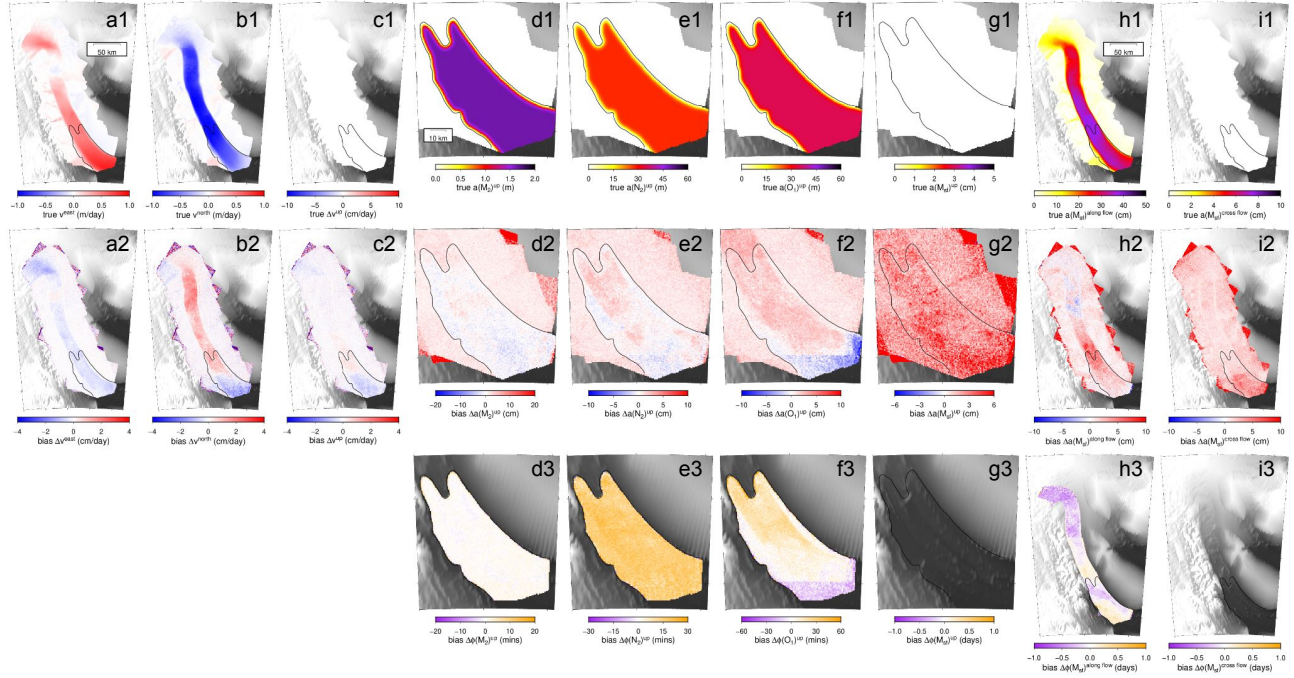 a1 b1 c1 d1 e1 f1 g1 h1 i1
50 km
50 km
10 km
−1.0 −0.5 0.0 0.5 1.0
true v^east (m/day)
−1.0 −0.5 0.0 0.5 1.0
true v^north (m/day)
−10 −5 0 5 10
true Δv^up (cm/day)
0.0 0.5 1.0 1.5 2.0
true a(M₂)^up (m)
0 15 30 45 60
true a(N₂)^up (m)
0 15 30 45 60
true a(O₁)^up (m)
0 1 2 3 4 5
true a(M_sf)^up (cm)
0 10 20 30 40 50
true a(M_sf)^along flow (cm)
0 2 4 6 8 10
true a(M_sf)^cross flow (cm)
a2 b2 c2 d2 e2 f2 g2 h2 i2
−4 −2 0 2 4
bias Δv^east (cm/day)
−4 −2 0 2 4
bias Δv^north (cm/day)
−4 −2 0 2 4
bias Δv^up (cm/day)
−20 −10 0 10 20
bias Δa(M₂)^up (cm)
−10 −5 0 5 10
bias Δa(N₂)^up (cm)
−10 −5 0 5 10
bias Δa(O₁)^up (cm)
−6 −3 0 3 6
bias Δa(M_sf)^up (cm)
−10 −5 0 5 10
bias Δa(M_sf)^along flow (cm)
−10 −5 0 5 10
bias Δa(M_sf)^cross flow (cm)
d3 e3 f3 g3 h3 i3
−20 −10 0 10 20
bias Δϕ(M₂)^up (mins)
−30 −15 0 15 30
bias Δϕ(N₂)^up (mins)
−60 −30 0 30 60
bias Δϕ(O₁)^up (mins)
−1.0 −0.5 0.0 0.5 1.0
bias Δϕ(M_sf)^up (days)
−1.0 −0.5 0.0 0.5 1.0
bias Δϕ(M_sf)^along flow (days)
−1.0 −0.5 0.0 0.5 1.0
bias Δϕ(M_sf)^cross flow (days)